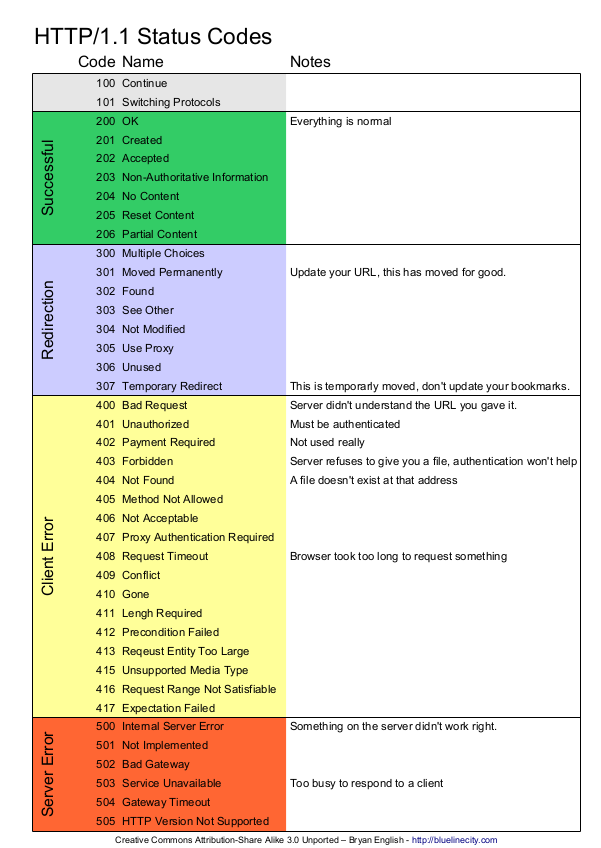 HTTP/1.1 Status Codes
Code Name Notes
100 Continue
101 Switching Protocols
Successful
200 OK Everything is normal
201 Created
202 Accepted
203 Non-Authoritative Information
204 No Content
205 Reset Content
206 Partial Content
Redirection
300 Multiple Choices
301 Moved Permanently Update your URL, this has moved for good.
302 Found
303 See Other
304 Not Modified
305 Use Proxy
306 Unused
307 Temporary Redirect This is temporarly moved, don't update your bookmarks.
Client Error
400 Bad Request Server didn't understand the URL you gave it.
401 Unauthorized Must be authenticated
402 Payment Required Not used really
403 Forbidden Server refuses to give you a file, authentication won't help
404 Not Found A file doesn't exist at that address
405 Method Not Allowed
406 Not Acceptable
407 Proxy Authentication Required
408 Request Timeout Browser took too long to request something
409 Conflict
410 Gone
411 Lengh Required
412 Precondition Failed
413 Reqeust Entity Too Large
415 Unsupported Media Type
416 Request Range Not Satisfiable
417 Expectation Failed
Server Error
500 Internal Server Error Something on the server didn't work right.
501 Not Implemented
502 Bad Gateway
503 Service Unavailable Too busy to respond to a client
504 Gateway Timeout
505 HTTP Version Not Supported
Creative Commons Attribution-Share Alike 3.0 Unported – Bryan English - http://bluelinecity.com